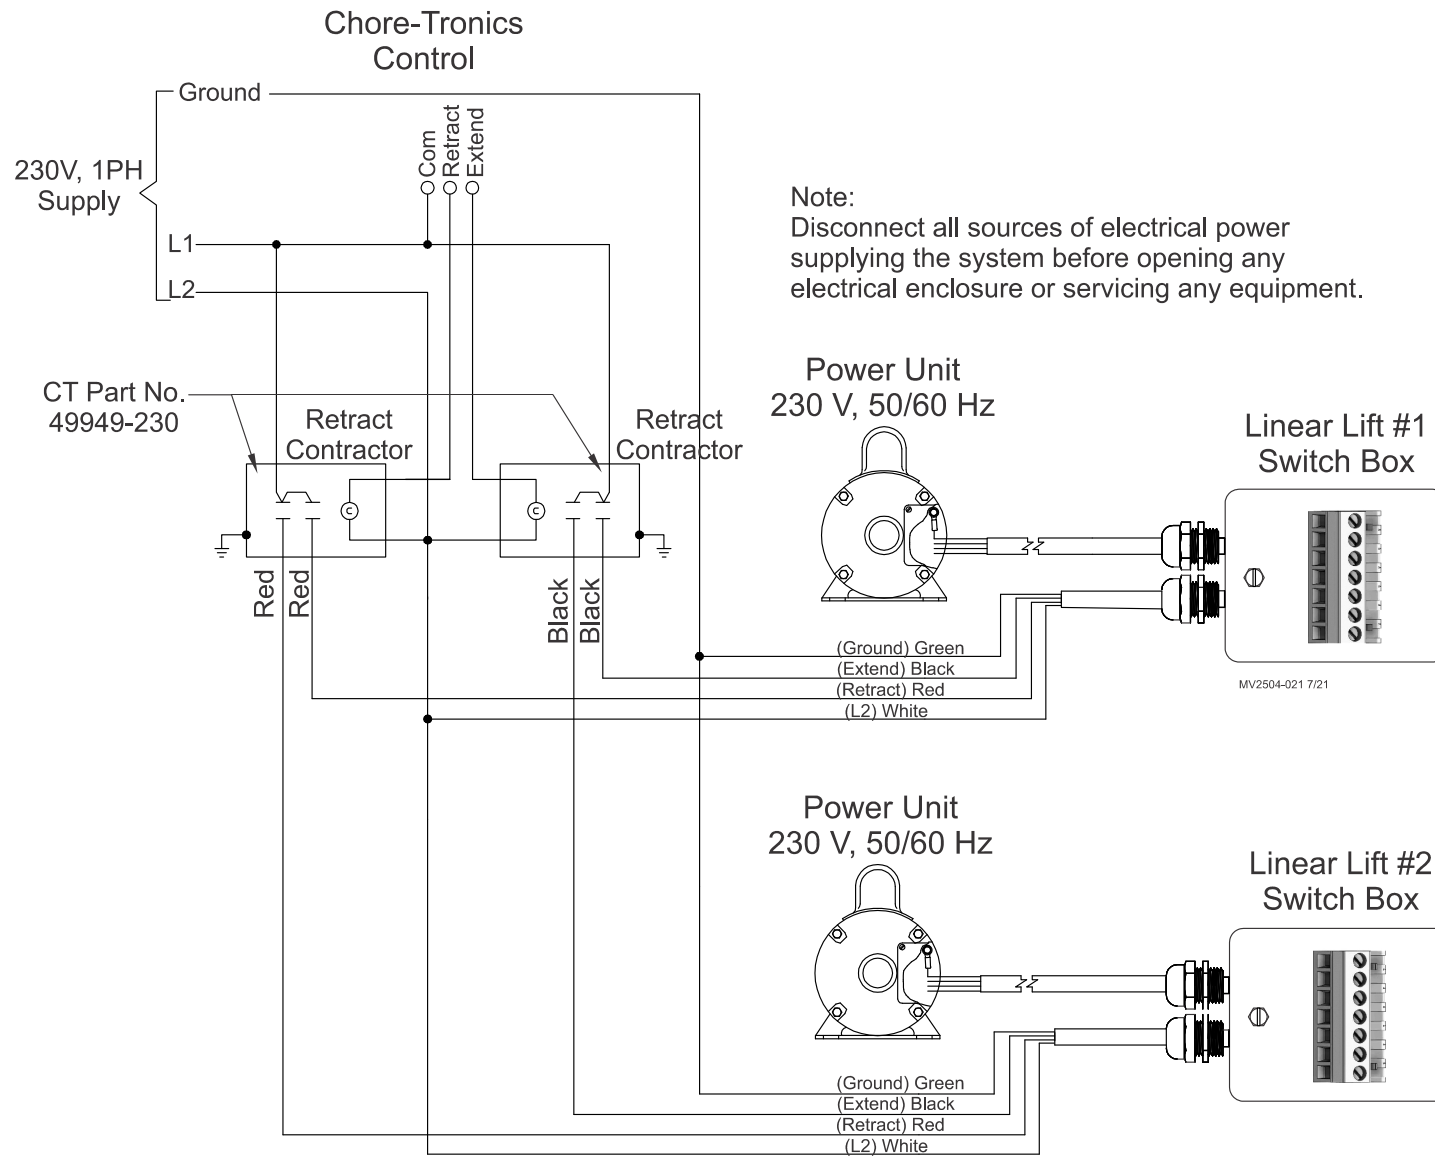 Chore-Tronics
Control
Ground
230V, 1PH
Supply
L1
L2
Com
Retract
Extend
Note:
Disconnect all sources of electrical power
supplying the system before opening any
electrical enclosure or servicing any equipment.
CT Part No.
49949-230
Retract
Contractor
C
Retract
Contractor
C
Red
Red
Black
Black
Power Unit
230 V, 50/60 Hz
Linear Lift #1
Switch Box
(Ground) Green
(Extend) Black
(Retract) Red
(L2) White
MV2504-021 7/21
Power Unit
230 V, 50/60 Hz
Linear Lift #2
Switch Box
(Ground) Green
(Extend) Black
(Retract) Red
(L2) White